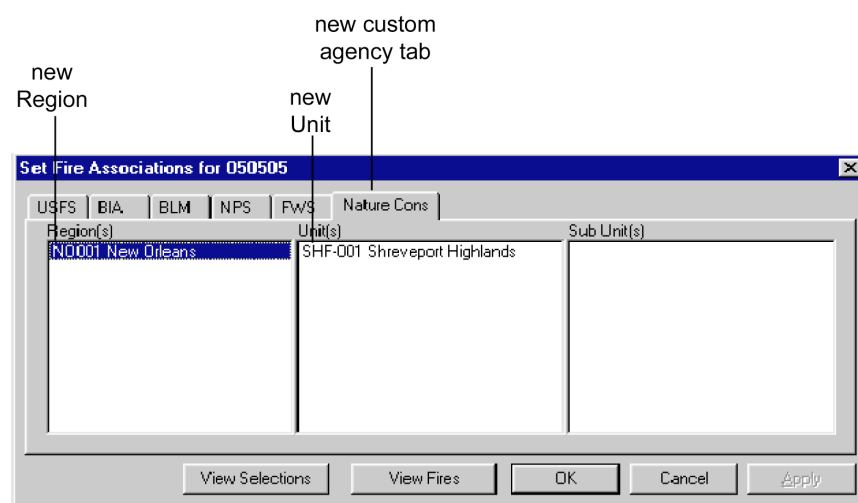 new custom
agency tab
new
Region
new
Unit
Set Fire Associations for 050505
USFS BIA BLM NPS FWS Nature Cons
Region(s) Unit(s) Sub Unit(s)
NO001 New Orleans SHF-001 Shreveport Highlands
View Selections View Fires OK Cancel Apply